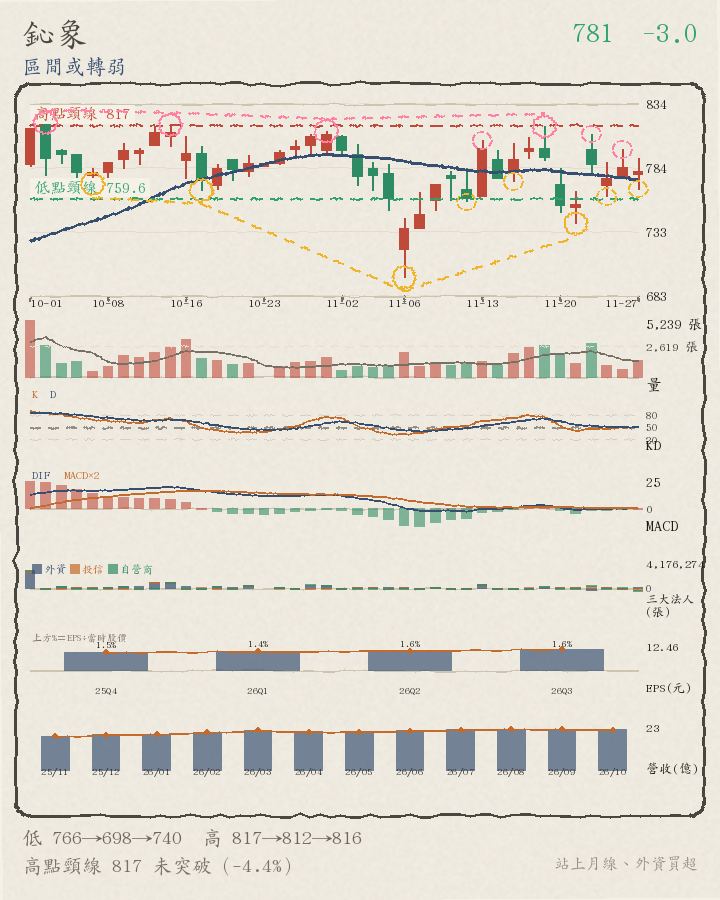 鈊象
781 -3.0
區間或轉弱
高點頸線 817
834
784
低點頸線 759.6
733
683
10-01 10-08 10-16 10-23 11-02 11-06 11-13 11-20 11-27
5,239 張
2,619 張
量
K D
80
50
20
KD
DIF MACD×2
25
0
MACD
外資 投信 自營商
4,176,274
0
三大法人
(張)
上方%=EPS÷當時股價
1.5% 1.4% 1.6% 1.6%
12.46
25Q4 26Q1 26Q2 26Q3
EPS(元)
23
25/11 25/12 26/01 26/02 26/03 26/04 26/05 26/06 26/07 26/08 26/09 26/10
營收(億)
低 766→698→740 高 817→812→816
高點頸線 817 未突破 (-4.4%)
站上月線、外資買超